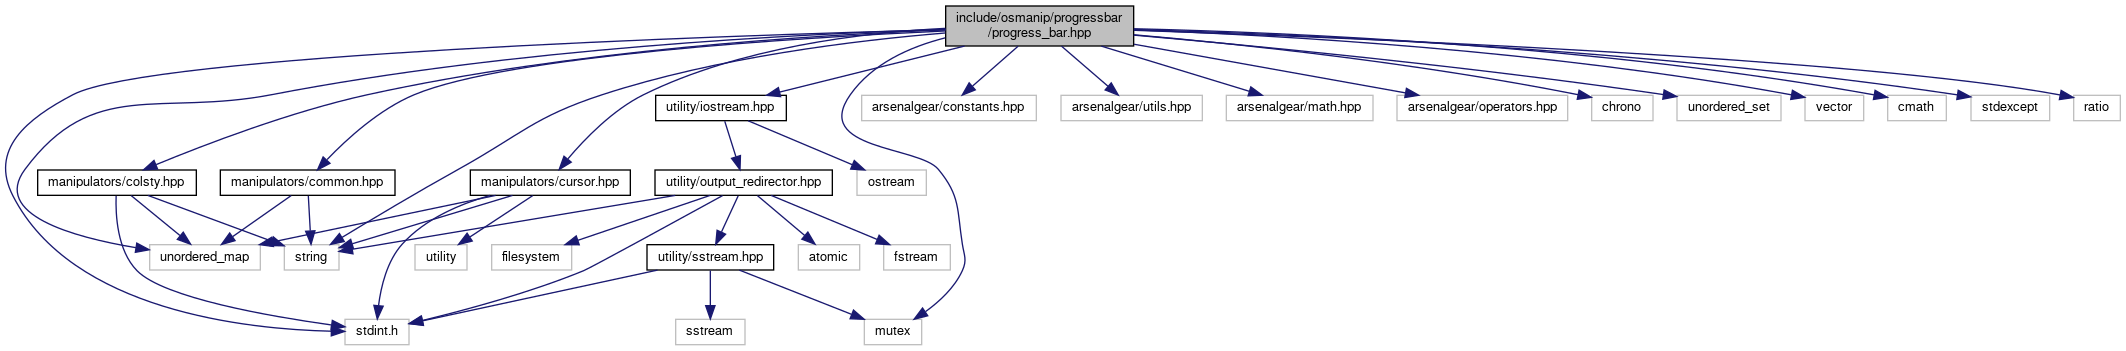 include/osmanip/progressbar
/progress_bar.hpp
utility/iostream.hpp
arsenalgear/constants.hpp
arsenalgear/utils.hpp
arsenalgear/math.hpp
arsenalgear/operators.hpp
chrono
unordered_set
vector
cmath
stdexcept
ratio
manipulators/colsty.hpp
manipulators/common.hpp
manipulators/cursor.hpp
utility/output_redirector.hpp
ostream
unordered_map
string
utility
filesystem
utility/sstream.hpp
atomic
fstream
stdint.h
sstream
mutex